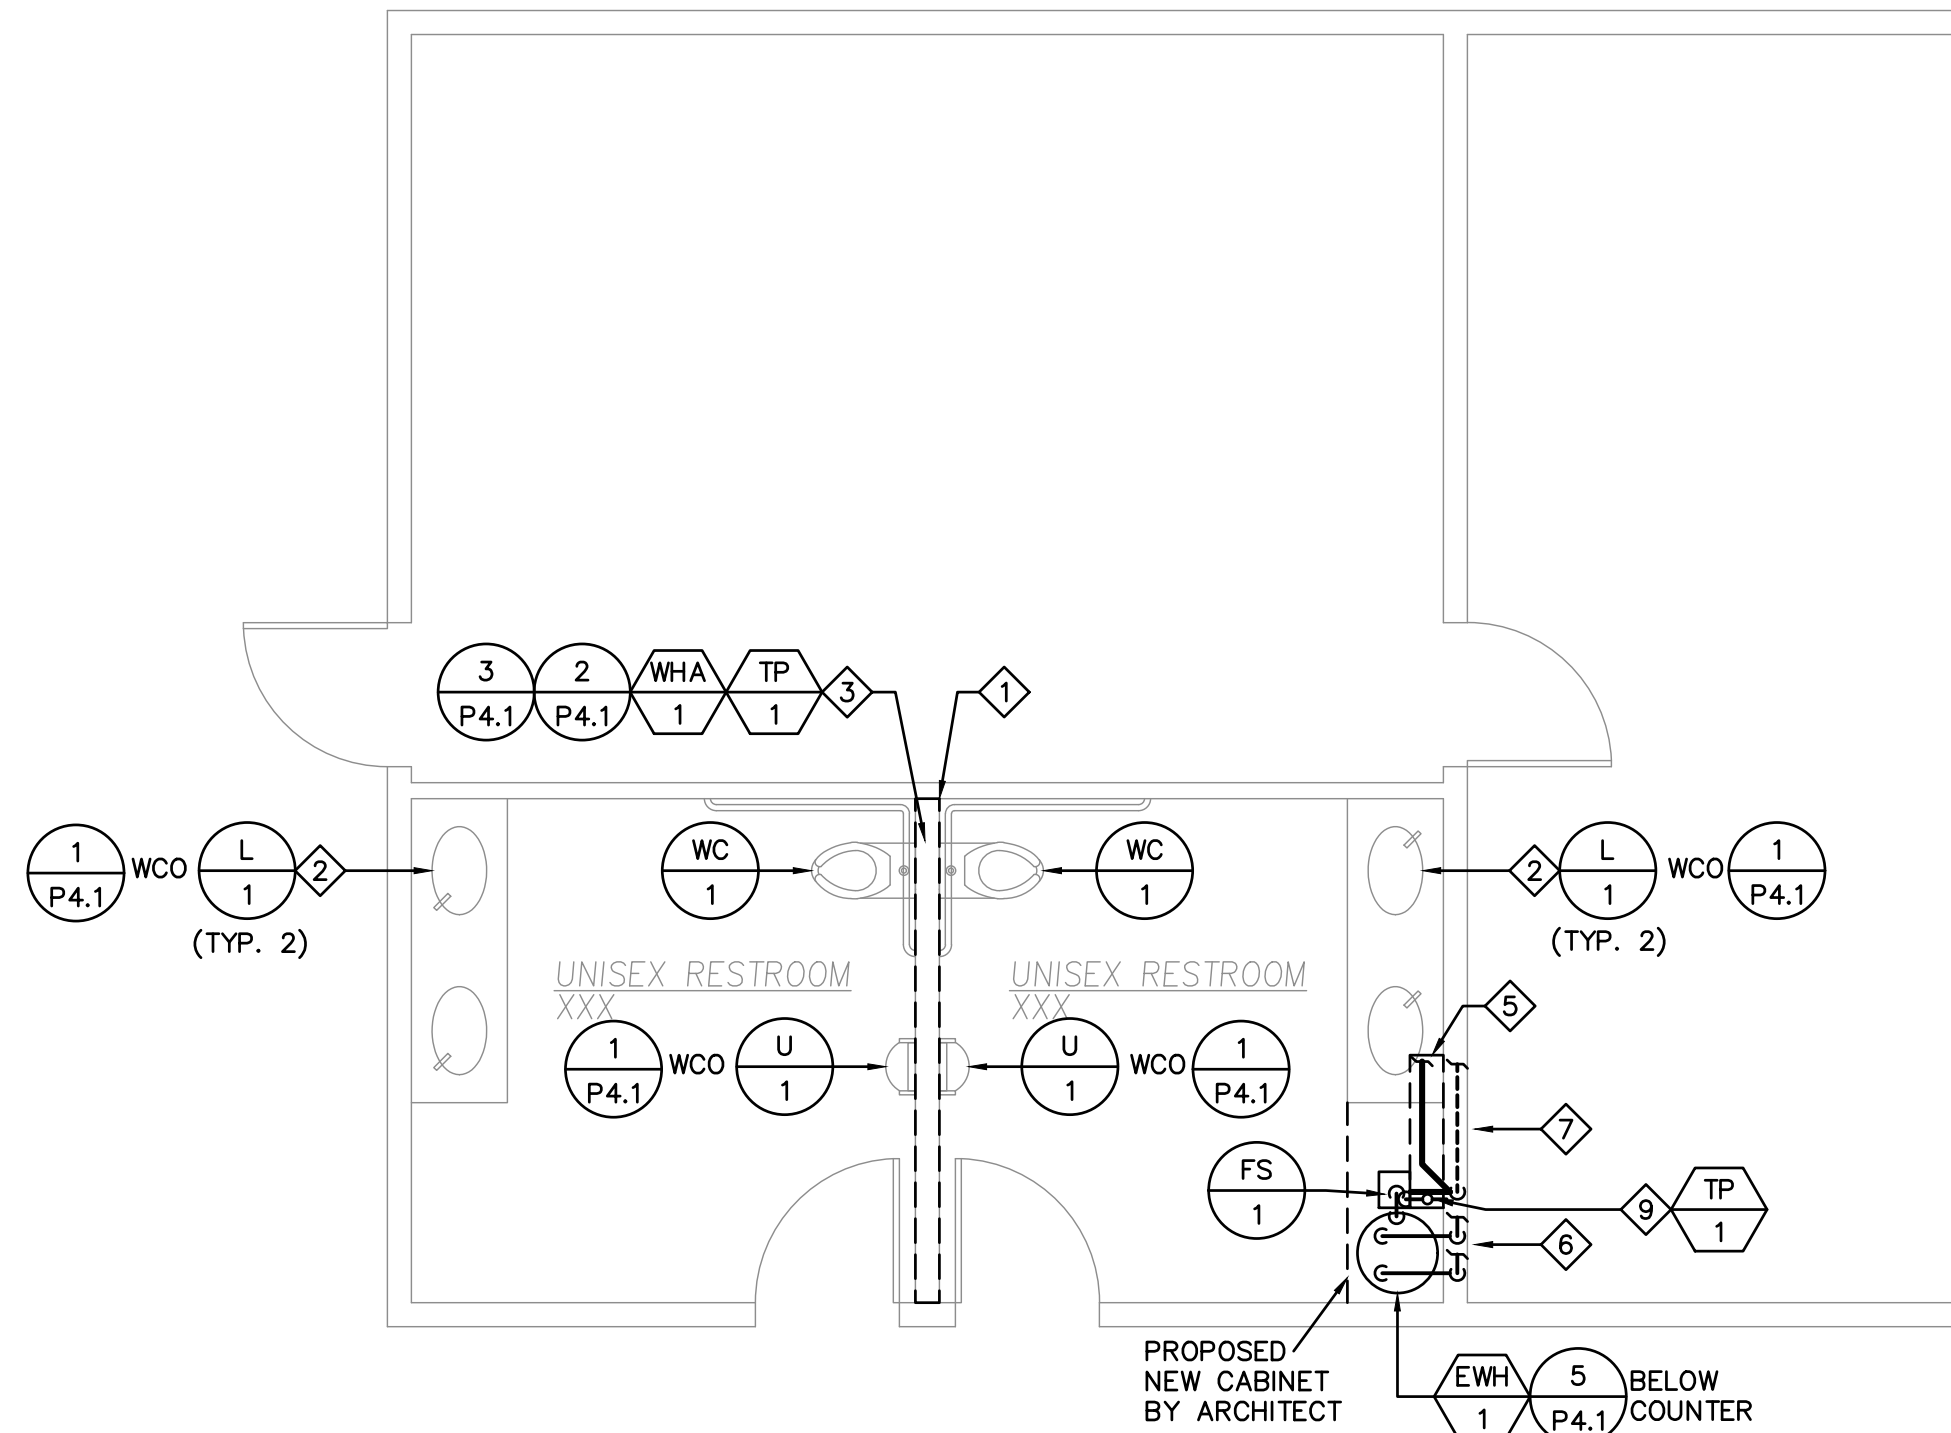 3 2 WHA TP 3 1
P4.1 P4.1 1 1
1 WCO L 2
P4.1 1
(TYP. 2)
WC
1
WC
1
2 L WCO 1
1 P4.1
(TYP. 2)
UNISEX RESTROOM
XXX
UNISEX RESTROOM
XXX
1 WCO U
P4.1 1
U WCO 1
1 P4.1
5
7
FS
1
9 TP
1
6
PROPOSED
NEW CABINET
BY ARCHITECT
EWH 5 BELOW
1 P4.1 COUNTER